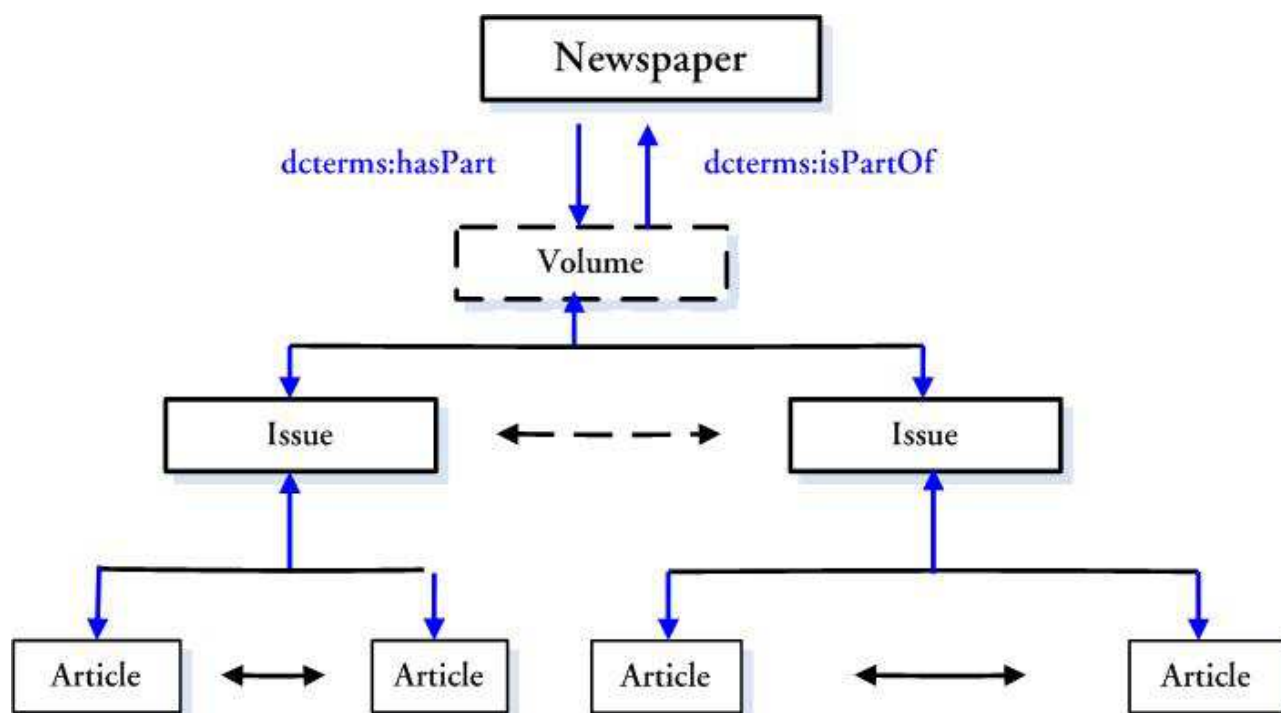 Newspaper
dcterms:hasPart
dcterms:isPartOf
Volume
Issue
Issue
Article
Article
Article
Article